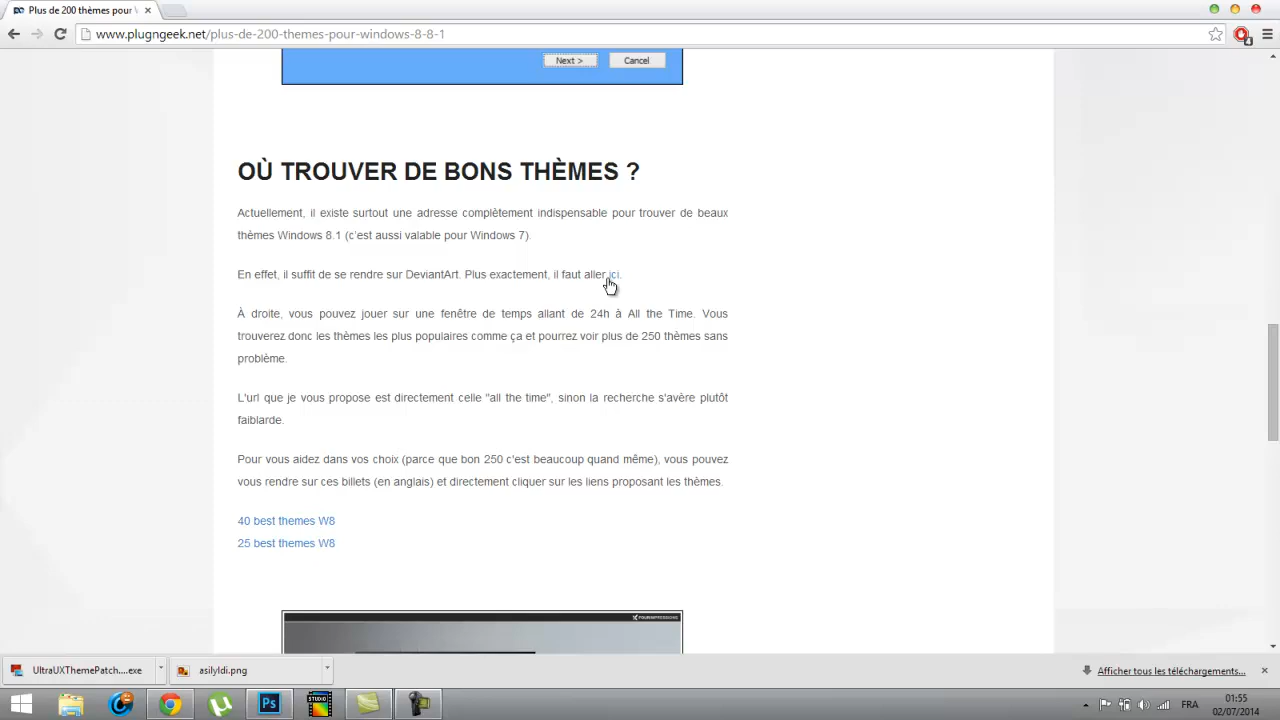 Plus de 200 thèmes pour
www.plugngeek.net/plus-de-200-themes-pour-windows-8-8-1
Next > Cancel
OÙ TROUVER DE BONS THÈMES ?
Actuellement, il existe surtout une adresse complètement indispensable pour trouver de beaux
thèmes Windows 8.1 (c'est aussi valable pour Windows 7).
En effet, il suffit de se rendre sur DeviantArt. Plus exactement, il faut aller ici.
À droite, vous pouvez jouer sur une fenêtre de temps allant de 24h à All the Time. Vous
trouverez donc les thèmes les plus populaires comme ça et pourrez voir plus de 250 thèmes sans
problème.
L'url que je vous propose est directement celle "all the time", sinon la recherche s'avère plutôt
faiblarde.
Pour vous aidez dans vos choix (parce que bon 250 c'est beaucoup quand même), vous pouvez
vous rendre sur ces billets (en anglais) et directement cliquer sur les liens proposant les thèmes.
40 best themes W8
25 best themes W8
UltraUXThemePatch....exe asilyldi.png Afficher tous les téléchargements...
Ps STUDIO FRA 01:55
02/07/2014